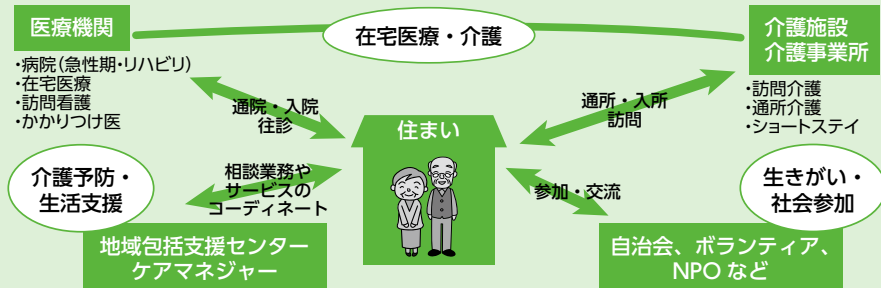 医療機関
・病院（急性期・リハビリ）
・在宅医療
・訪問看護
・かかりつけ医
在宅医療・介護
介護施設
介護事業所
・訪問介護
・通所介護
・ショートステイ
通院・入院
往診
通所・入所
訪問
住まい
介護予防・
生活支援
相談業務や
サービスの
コーディネート
参加・交流
生きがい・
社会参加
地域包括支援センター
ケアマネジャー
自治会、ボランティア、
NPO など